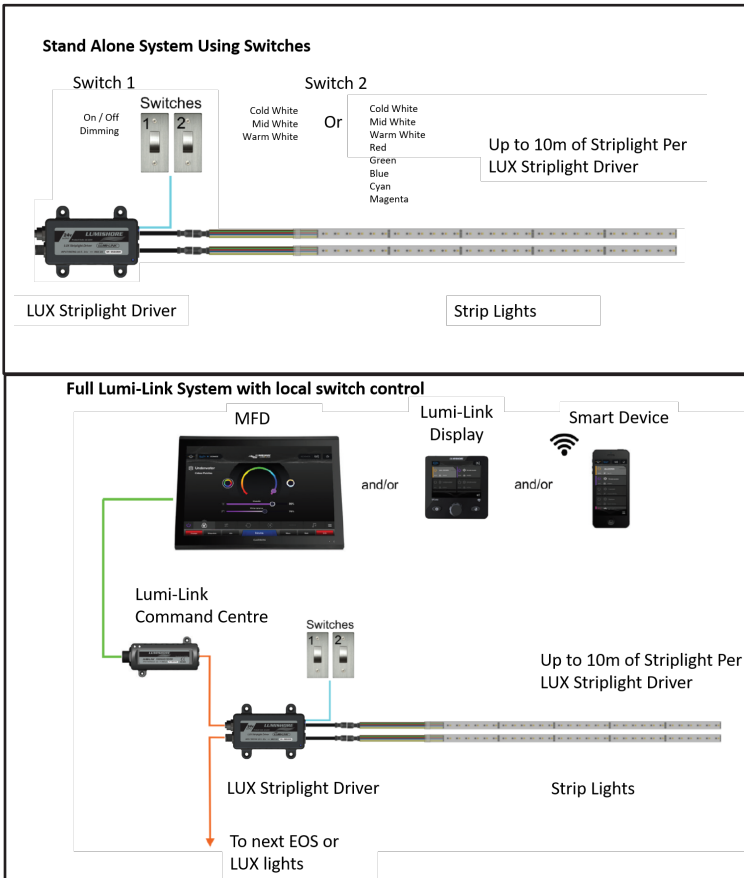 Stand Alone System Using Switches
Switch 1
Switch 2
On / Off
Dimming
Switches
1 2
Cold White
Mid White
Warm White
Or
Cold White
Mid White
Warm White
Red
Green
Blue
Cyan
Magenta
Up to 10m of Striplight Per
LUX Striplight Driver
LUMISHORE
LUX Striplight Driver
Strip Lights
Full Lumi-Link System with local switch control
MFD
Lumi-Link
Display
Smart Device
and/or
and/or
Underwater
Lumi-Link
Command Centre
Switches
1 2
Up to 10m of Striplight Per
LUX Striplight Driver
LUMISHORE
LUX Striplight Driver
Strip Lights
To next EOS or
LUX lights